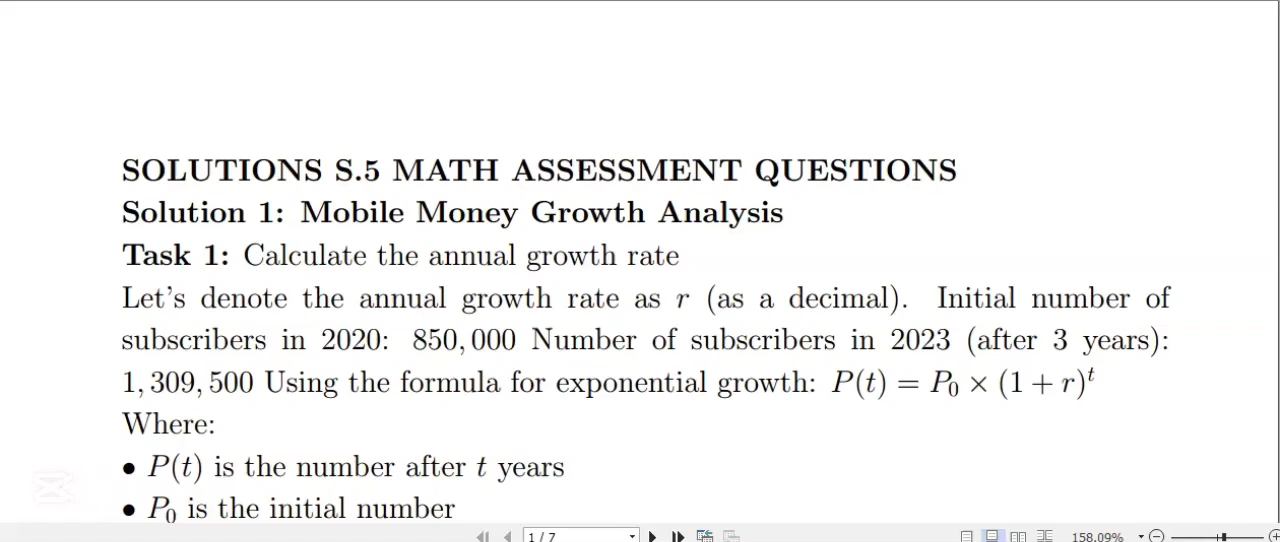 SOLUTIONS S.5 MATH ASSESSMENT QUESTIONS
Solution 1: Mobile Money Growth Analysis
Task 1: Calculate the annual growth rate
Let's denote the annual growth rate as r (as a decimal). Initial number of
subscribers in 2020: 850,000 Number of subscribers in 2023 (after 3 years):
1,309,500 Using the formula for exponential growth: P(t) = P₀ × (1 + r)ᵗ
Where:
• P(t) is the number after t years
• P₀ is the initial number
1 / 7
158.09%